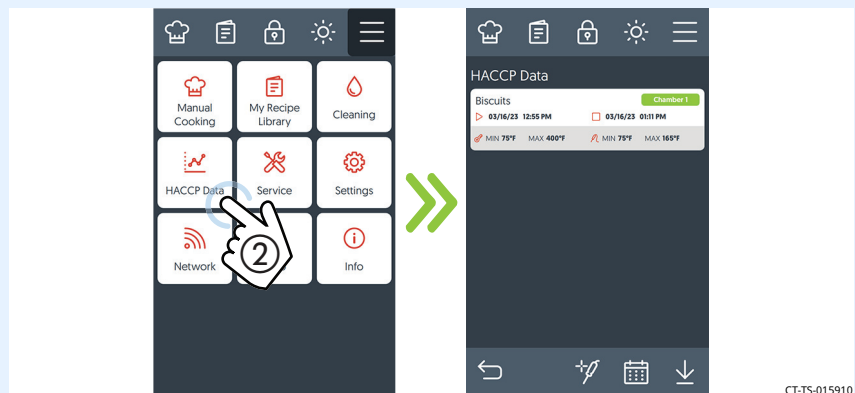 Manual
Cooking
My Recipe
Library
Cleaning
HACCP Data
Service
Settings
Network
2
Info
HACCP Data
Biscuits
Chamber 1
03/16/23 12:55 PM
03/16/23 01:11 PM
MIN 75°F MAX 400°F
MIN 75°F MAX 165°F
CT-TS-015910